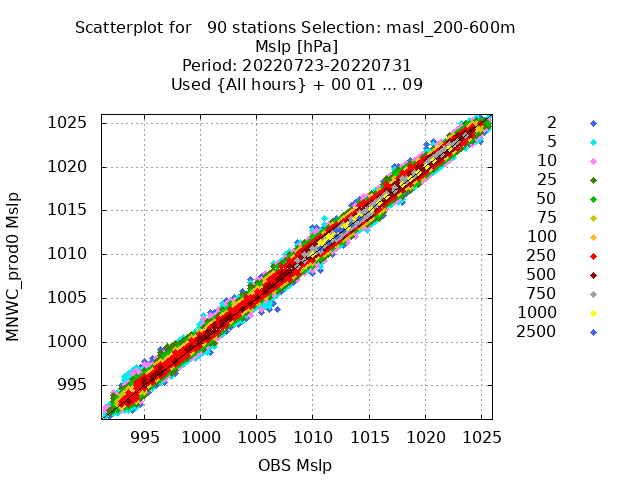 Scatterplot for   90 stations Selection: masl_200-600m
Mslp [hPa]
Period: 20220723-20220731
Used {All hours} + 00 01 ... 09
MNWC_prod0 Mslp
1025
1020
1015
1010
1005
1000
995
995 1000 1005 1010 1015 1020 1025
OBS Mslp
2
5
10
25
50
75
100
250
500
750
1000
2500